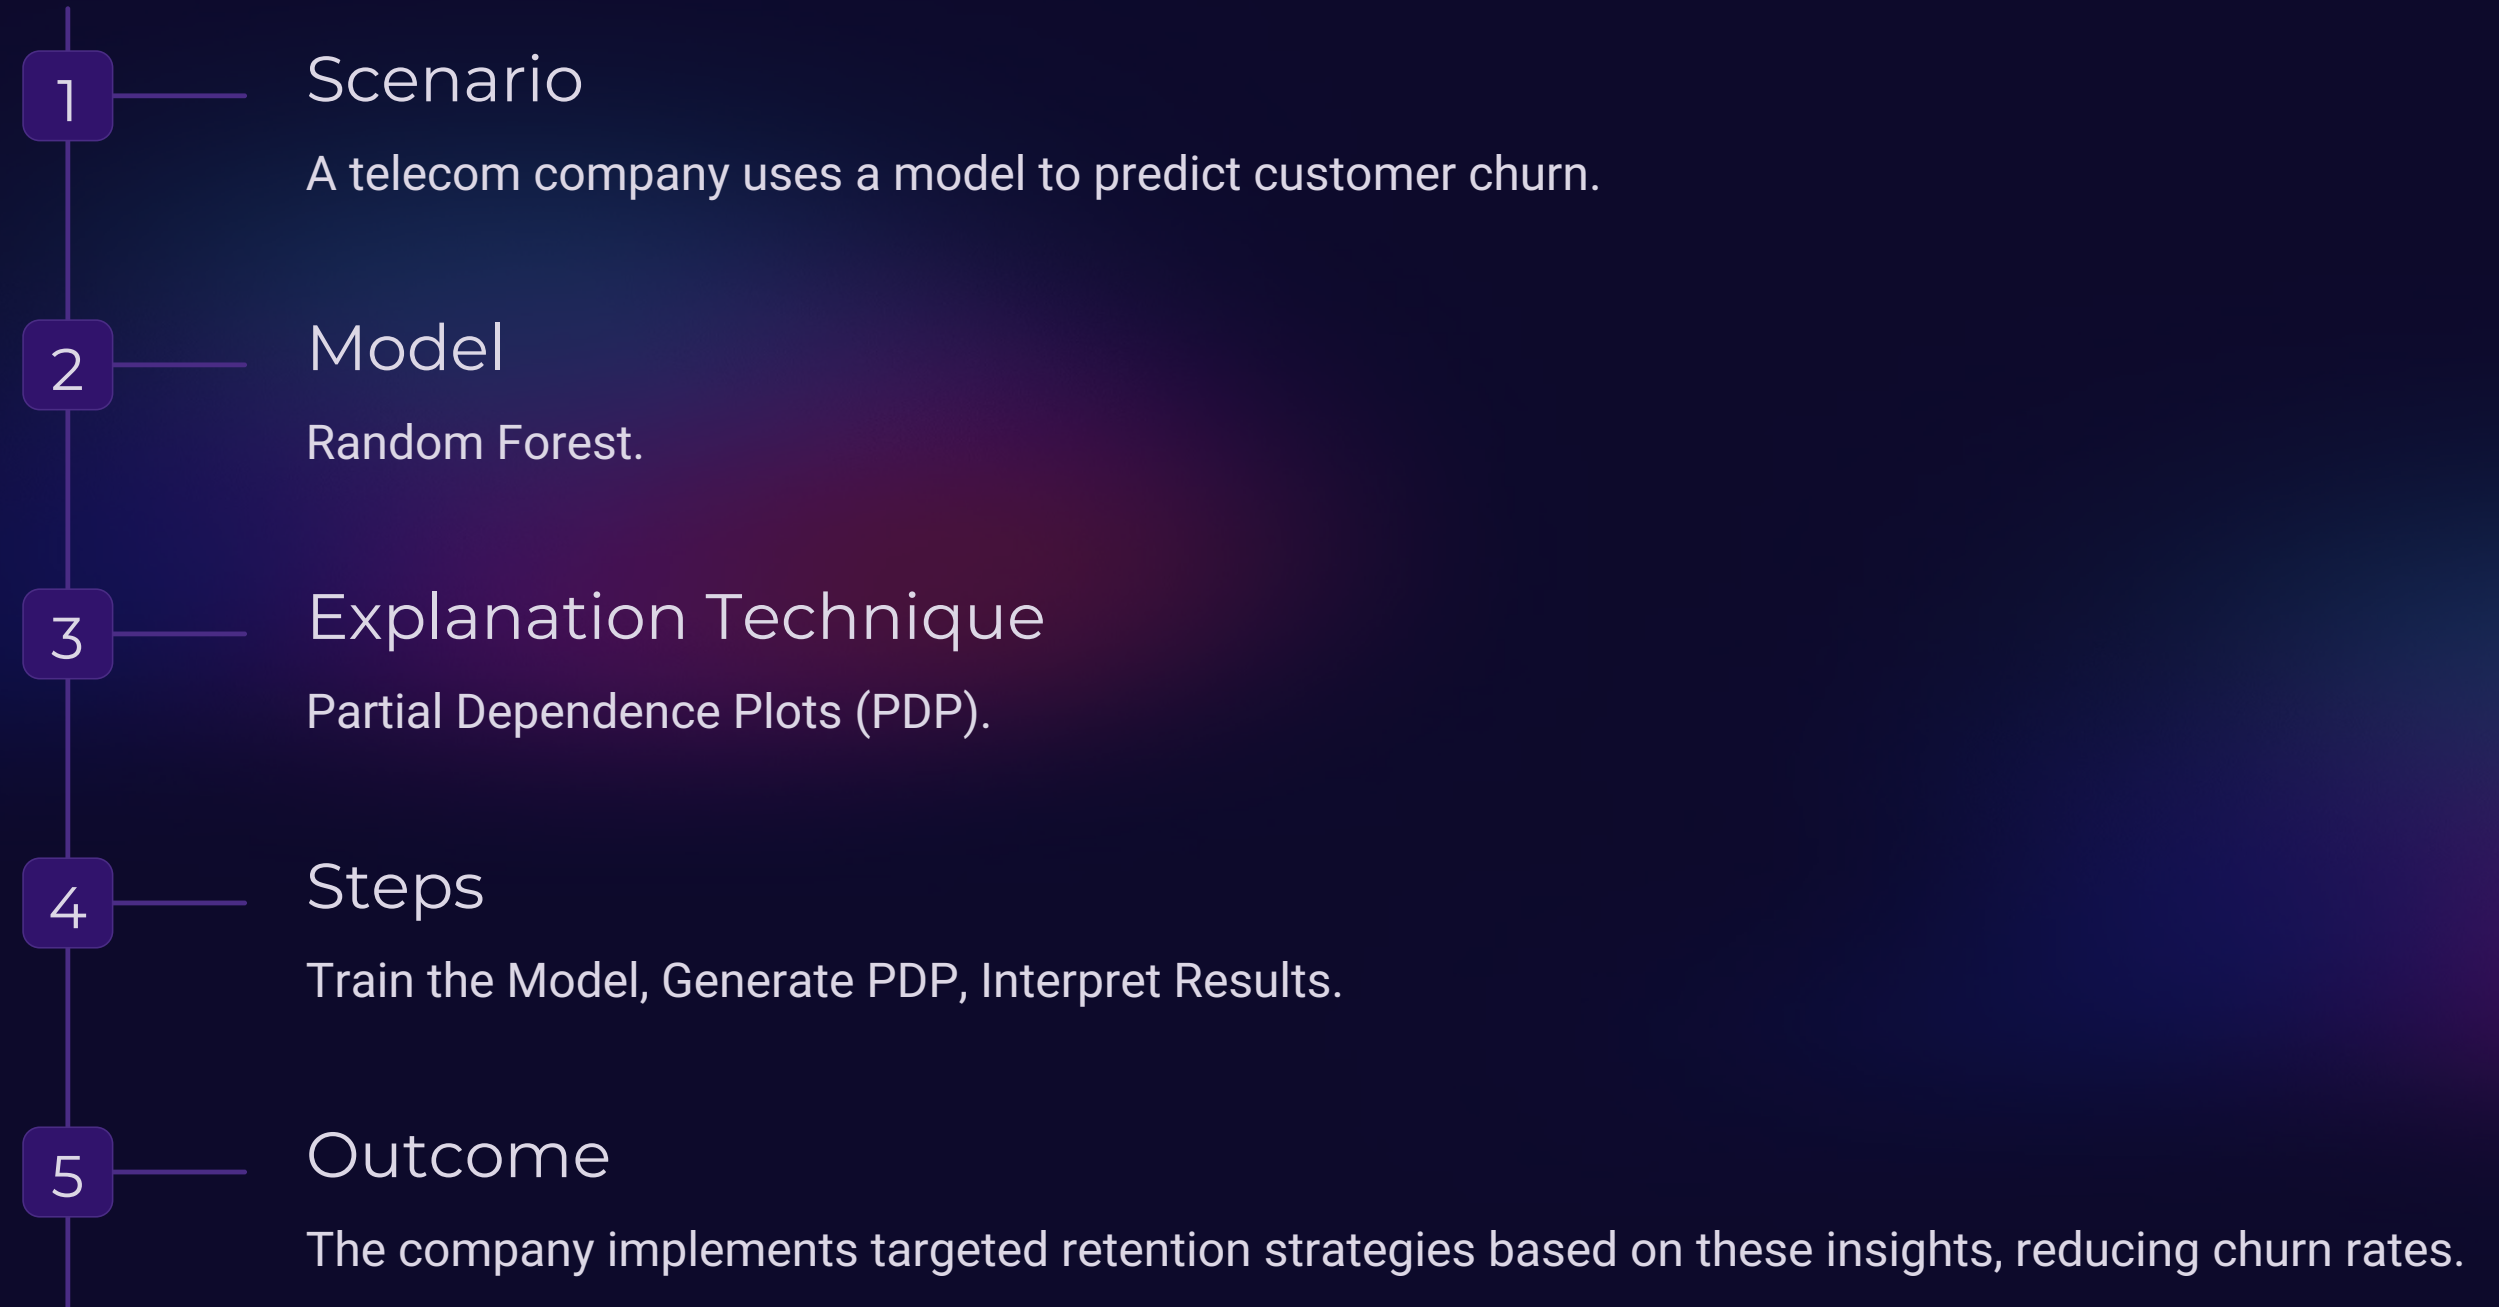 1
Scenario
A telecom company uses a model to predict customer churn.
2
Model
Random Forest.
3
Explanation Technique
Partial Dependence Plots (PDP).
4
Steps
Train the Model, Generate PDP, Interpret Results.
5
Outcome
The company implements targeted retention strategies based on these insights, reducing churn rates.